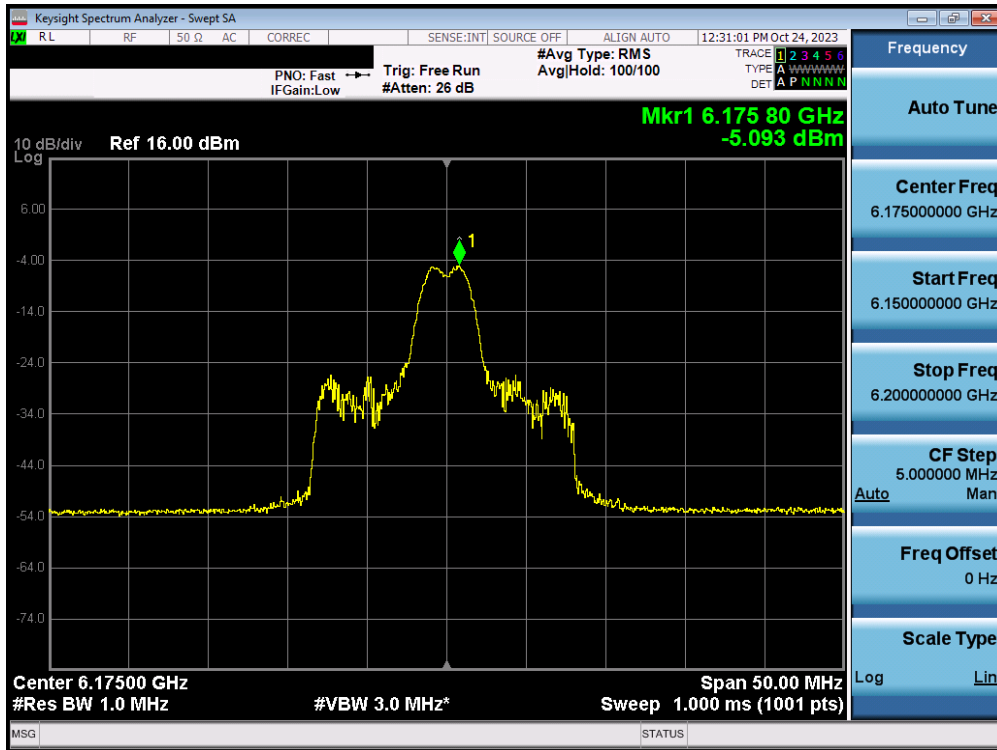 Keysight Spectrum Analyzer - Swept SA
LXI RL RF 50 Ω AC CORREC SENSE:INT SOURCE OFF ALIGN AUTO 12:31:01 PM Oct 24, 2023
PNO: Fast
IFGain:Low
Trig: Free Run
#Atten: 26 dB
#Avg Type: RMS
Avg|Hold: 100/100
TRACE 1 2 3 4 5 6
TYPE A WWWWW
DET A P N N N N
Mkr1 6.175 80 GHz
-5.093 dBm
10 dB/div
Log
Ref 16.00 dBm
1
6.00
-4.00
-14.0
-24.0
-34.0
-44.0
-54.0
-64.0
-74.0
Center 6.17500 GHz
#Res BW 1.0 MHz
#VBW 3.0 MHz*
Span 50.00 MHz
Sweep 1.000 ms (1001 pts)
MSG
STATUS
Frequency
Auto Tune
Center Freq
6.175000000 GHz
Start Freq
6.150000000 GHz
Stop Freq
6.200000000 GHz
CF Step
5.000000 MHz
Auto Man
Freq Offset
0 Hz
Scale Type
Log Lin